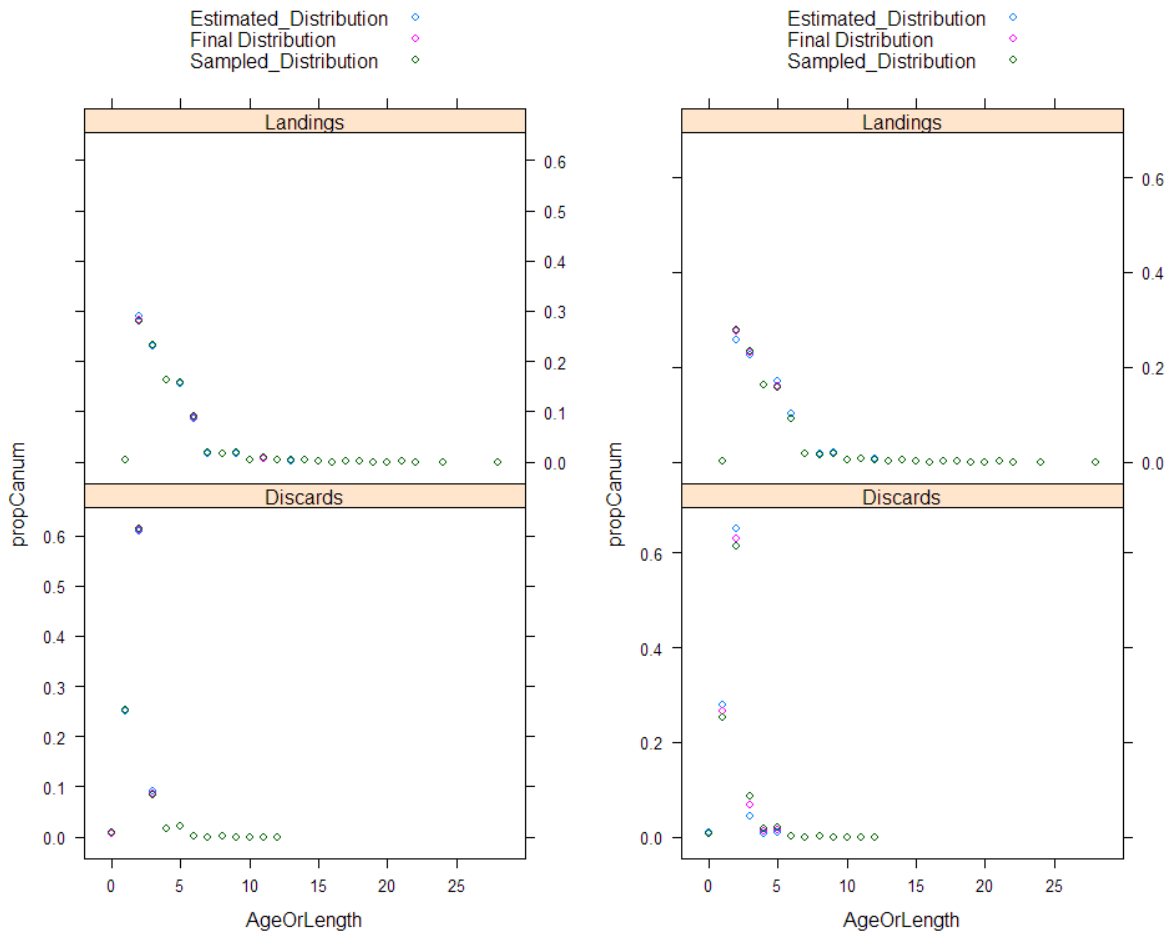 Estimated_Distribution
Final Distribution
Sampled_Distribution
Landings
0.6
0.5
0.4
0.3
0.2
0.1
0.0
Discards
0.6
0.5
0.4
0.3
0.2
0.1
0.0
propCanum
0 5 10 15 20 25
AgeOrLength
Estimated_Distribution
Final Distribution
Sampled_Distribution
Landings
0.6
0.4
0.2
0.0
Discards
0.6
0.4
0.2
0.0
propCanum
0 5 10 15 20 25
AgeOrLength